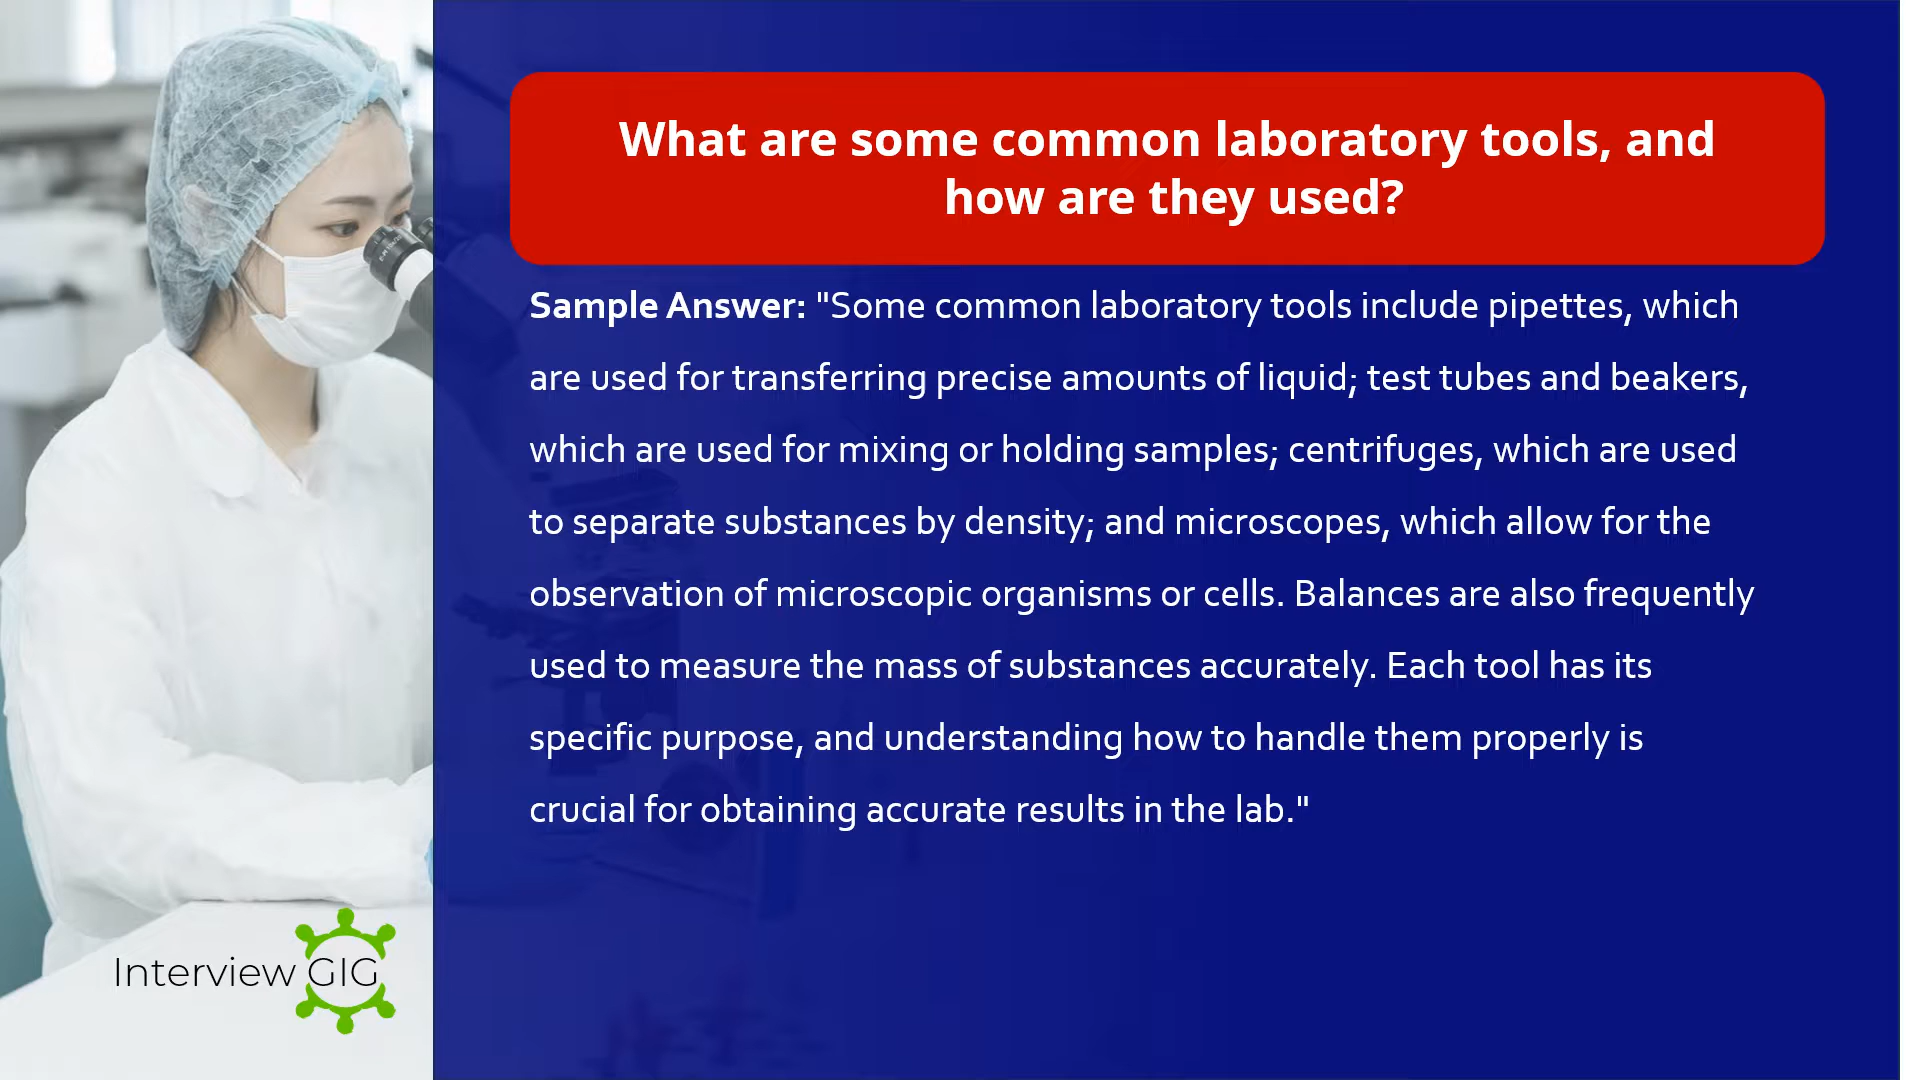 What are some common laboratory tools, and
how are they used?
Sample Answer: "Some common laboratory tools include pipettes, which
are used for transferring precise amounts of liquid; test tubes and beakers,
which are used for mixing or holding samples; centrifuges, which are used
to separate substances by density; and microscopes, which allow for the
observation of microscopic organisms or cells. Balances are also frequently
used to measure the mass of substances accurately. Each tool has its
specific purpose, and understanding how to handle them properly is
crucial for obtaining accurate results in the lab."
Interview GIG